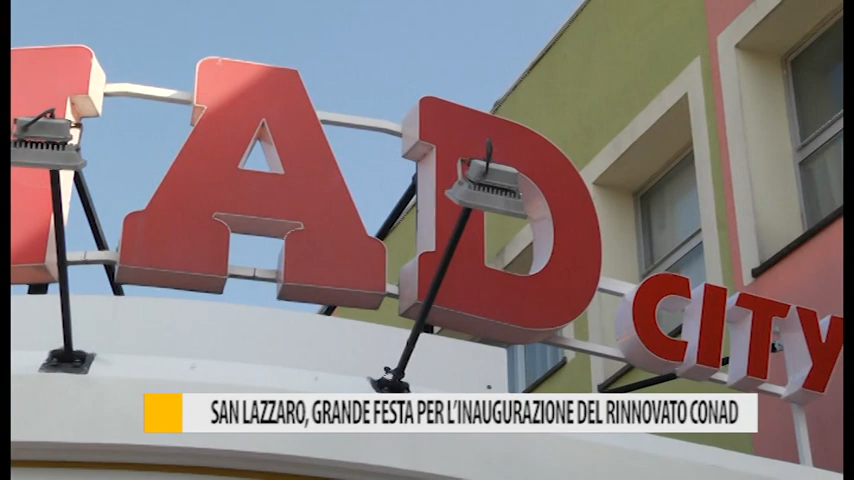 AD
CITY
SAN LAZZARO, GRANDE FESTA PER L'INAUGURAZIONE DEL RINNOVATO CONAD